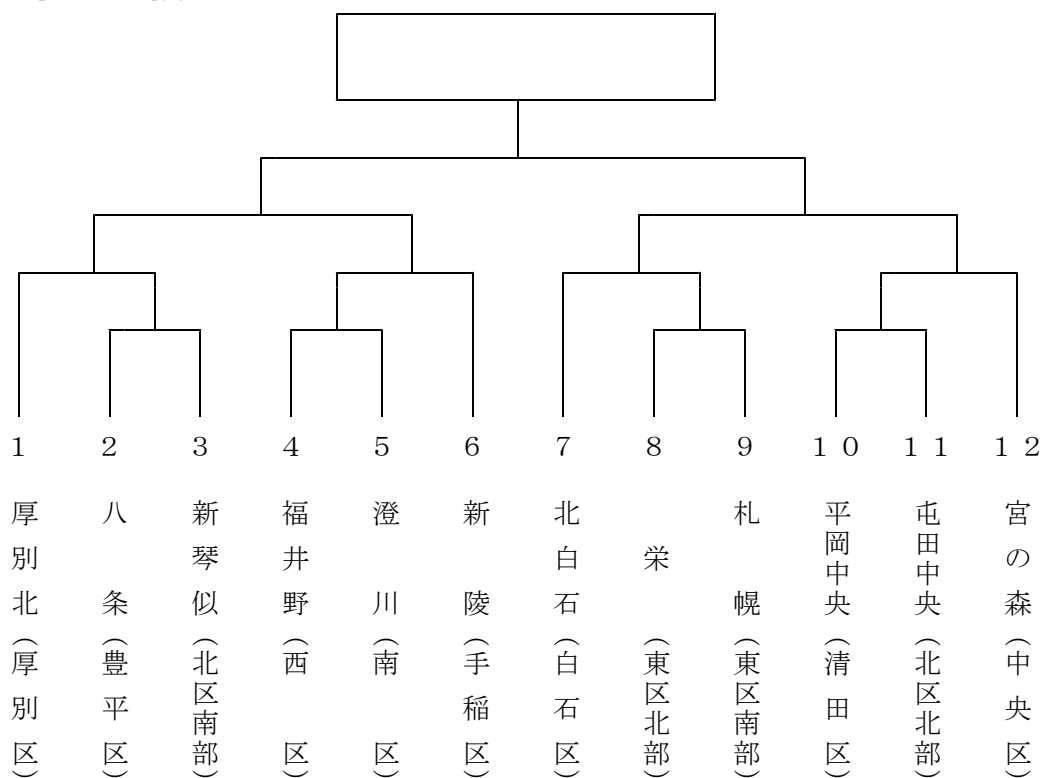 1 2 3 4 5 6 7 8 9 10 11 12
厚別北(厚別区)
八条(豊平区)
新琴似(北区南部)
福井野(西区)
澄川(南区)
新陵(手稲区)
北白石(白石区)
栄(東区北部)
札幌(東区南部)
平岡中央(清田区)
屯田中央(北区北部)
宮の森(中央区)